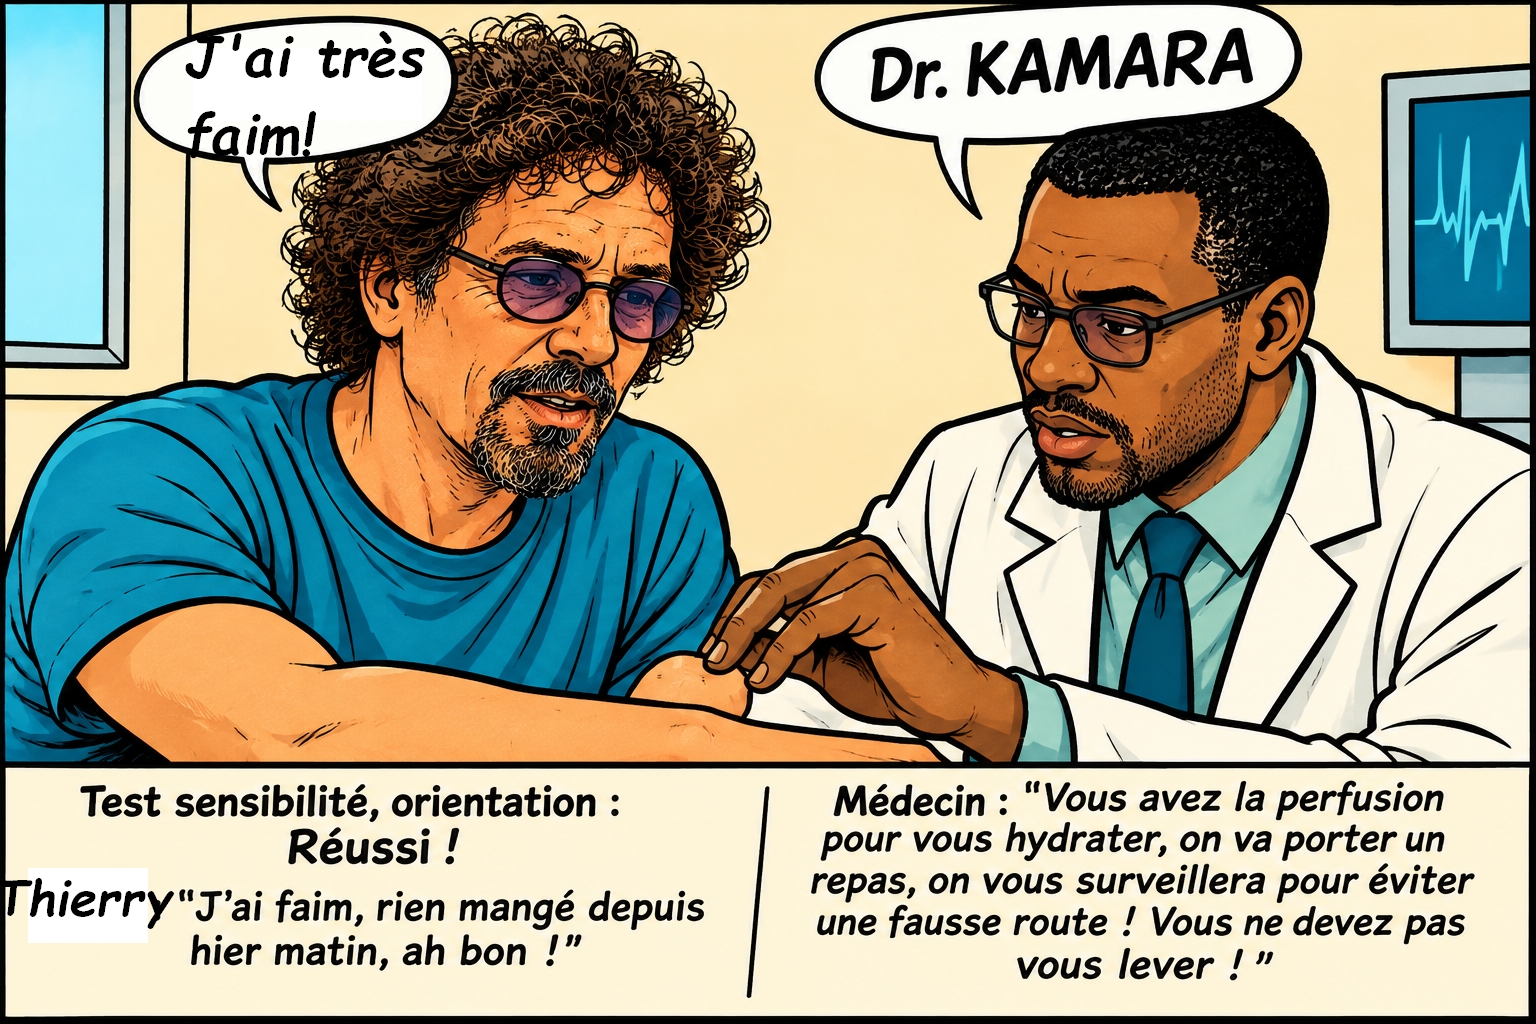 J'ai très
faim!
Dr. KAMARA
Test sensibilité, orientation :
Réussi !
Thierry “J’ai faim, rien mangé depuis
hier matin, ah bon !”
Médecin : “Vous avez la perfusion
pour vous hydrater, on va porter un
repas, on vous surveillera pour éviter
une fausse route ! Vous ne devez pas
vous lever ! ”